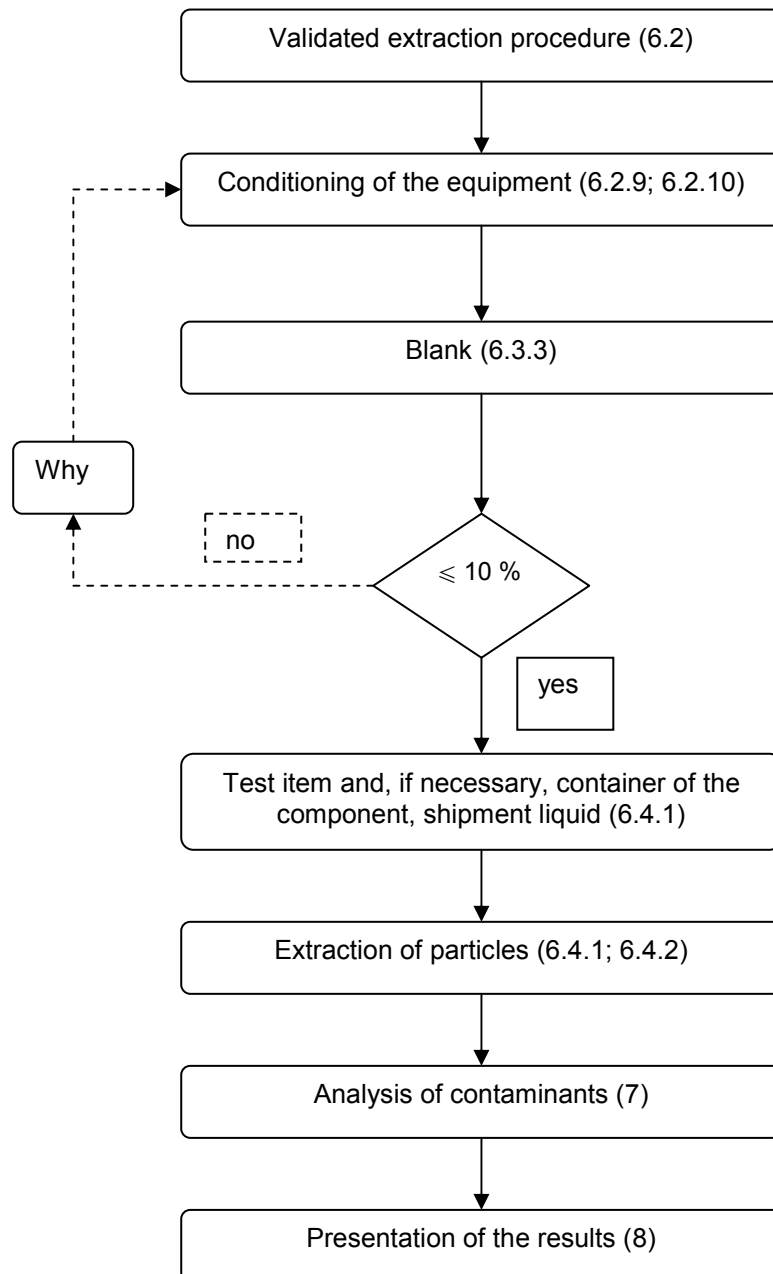 Validated extraction procedure (6.2)
Conditioning of the equipment (6.2.9; 6.2.10)
Blank (6.3.3)
Why
no
⩽ 10 %
yes
Test item and, if necessary, container of the
component, shipment liquid (6.4.1)
Extraction of particles (6.4.1; 6.4.2)
Analysis of contaminants (7)
Presentation of the results (8)